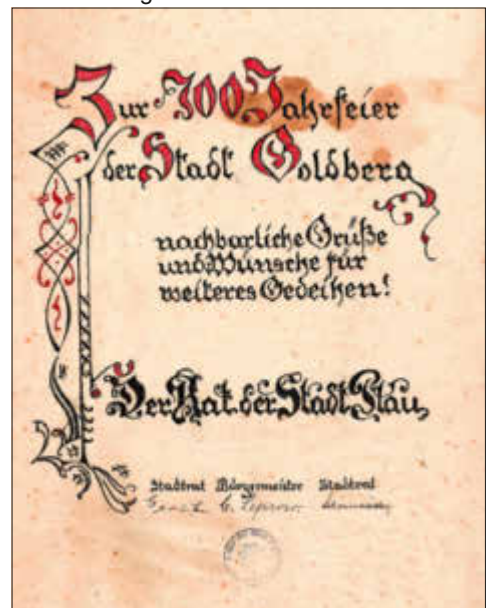 Zur 700 Jahrfeier
der Stadt Goldberg
nachbarliche Grüße
und Wünsche für
weiteres Gedeihen!
Der Rat der Stadt Plau
Stadtrat Bürgermeister Stadtrat